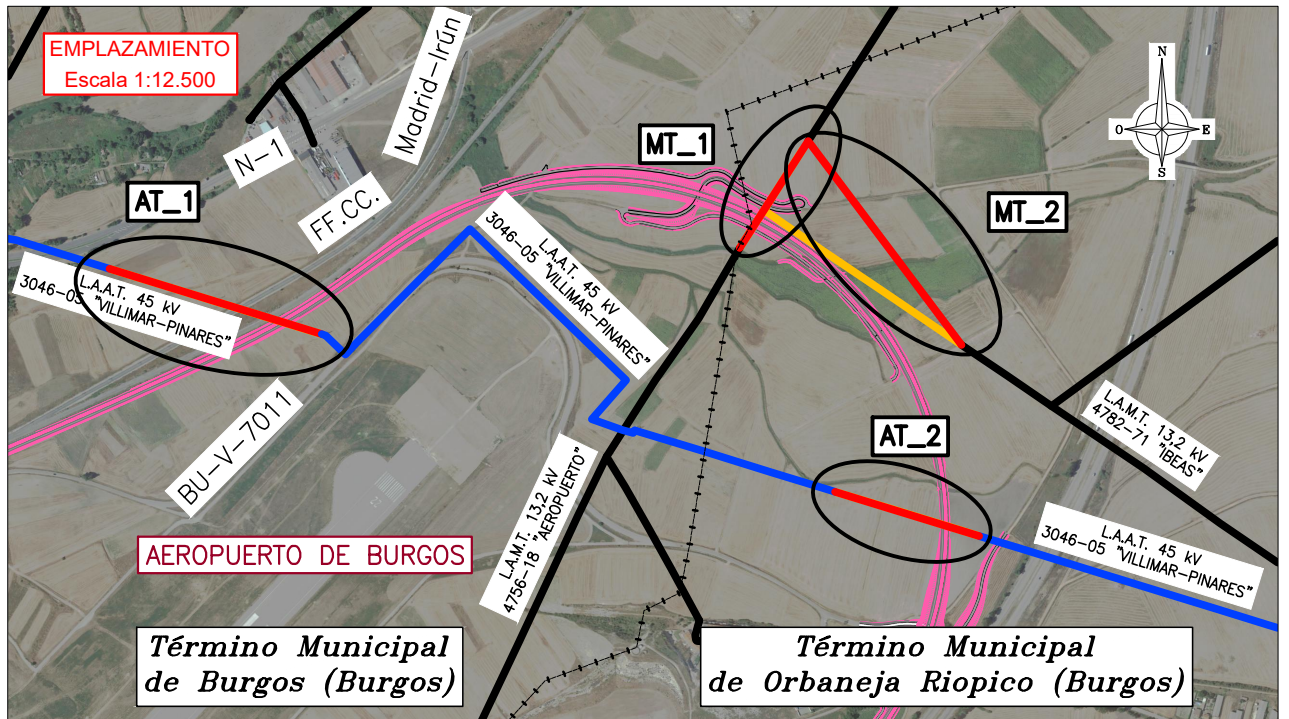 EMPLAZAMIENTO
Escala 1:12.500
N-1
FF.CC.
Madrid-Irún
MT_1
N
O
E
S
AT_1
MT_2
L.A.A.T. 45 kV
3046-05 "VILLIMAR-PINARES"
L.A.A.T. 45 kV
3046-05 "VILLIMAR-PINARES"
BU-V-7011
AT_2
L.A.M.T. 13,2 kV
4782-71 "IBEAS"
L.A.M.T. 13,2 kV
4756-18 "AEROPUERTO"
L.A.A.T. 45 kV
3046-05 "VILLIMAR-PINARES"
AEROPUERTO DE BURGOS
Término Municipal
de Burgos (Burgos)
Término Municipal
de Orbaneja Riopico (Burgos)